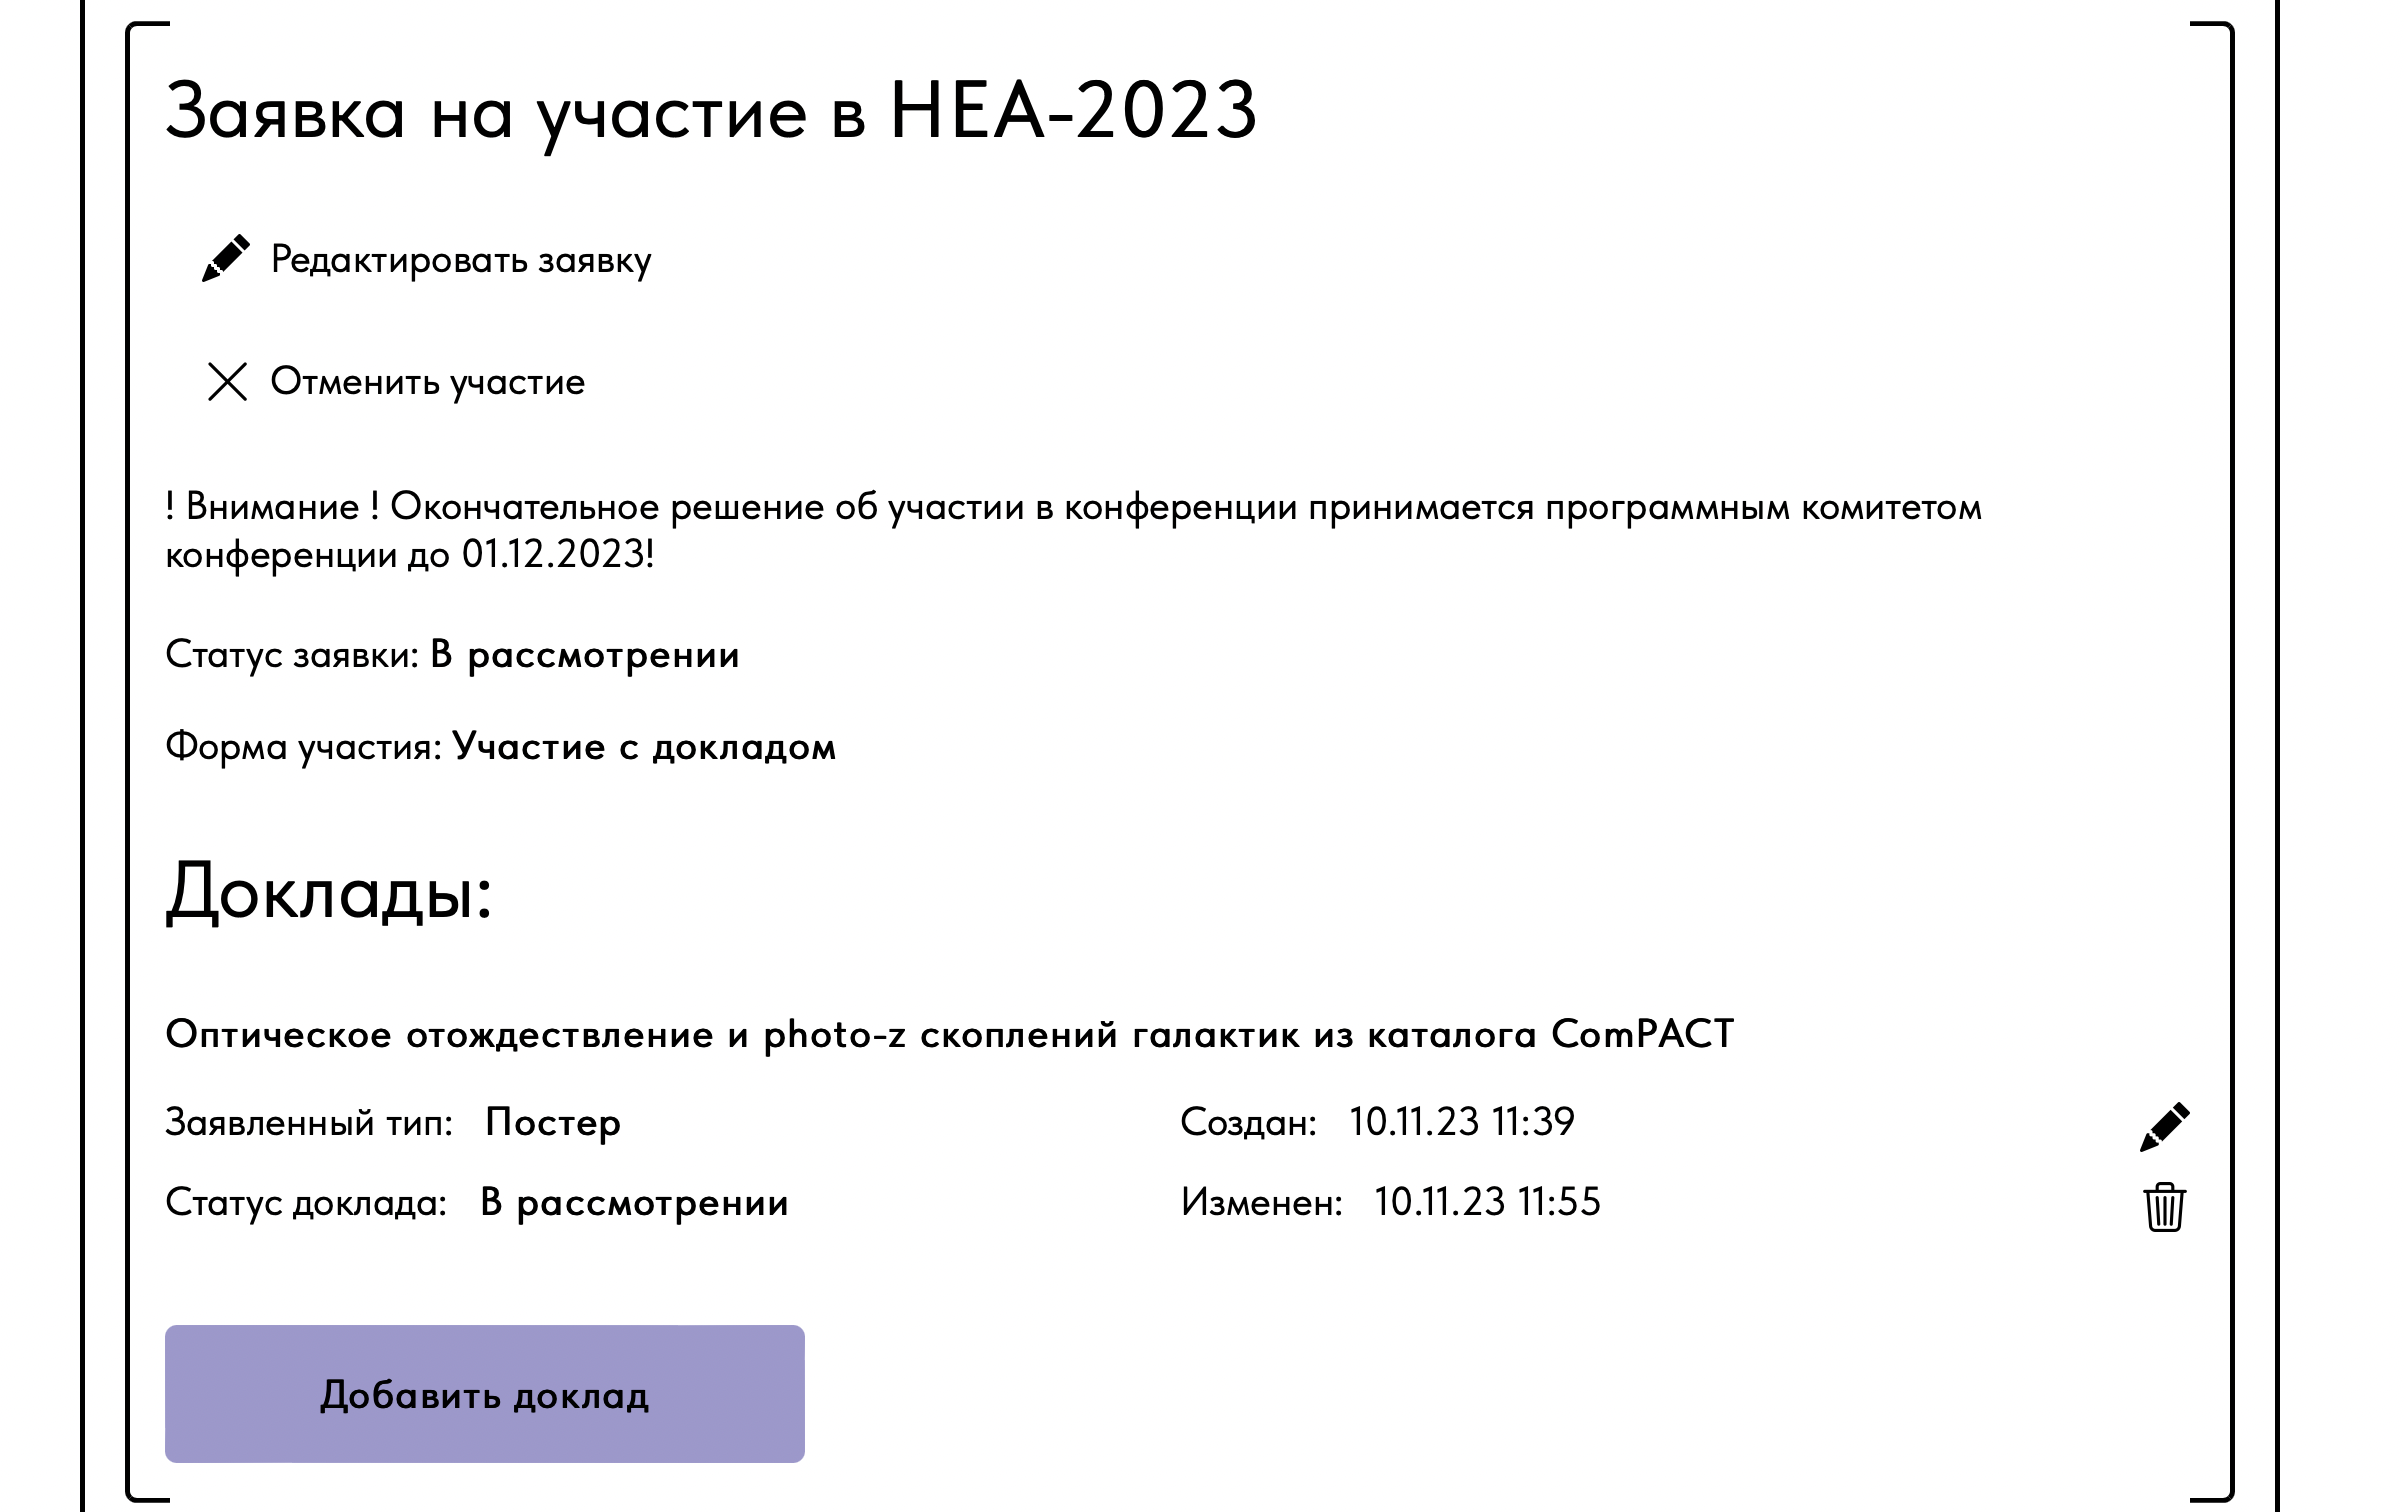 Заявка на участие в HEA-2023
Редактировать заявку
Отменить участие
! Внимание ! Окончательное решение об участии в конференции принимается программным комитетом
конференции до 01.12.2023!
Статус заявки: В рассмотрении
Форма участия: Участие с докладом
Доклады:
Оптическое отождествление и photo-z скоплений галактик из каталога ComPACT
Заявленный тип: Постер
Создан: 10.11.23 11:39
Статус доклада: В рассмотрении
Изменен: 10.11.23 11:55
Добавить доклад